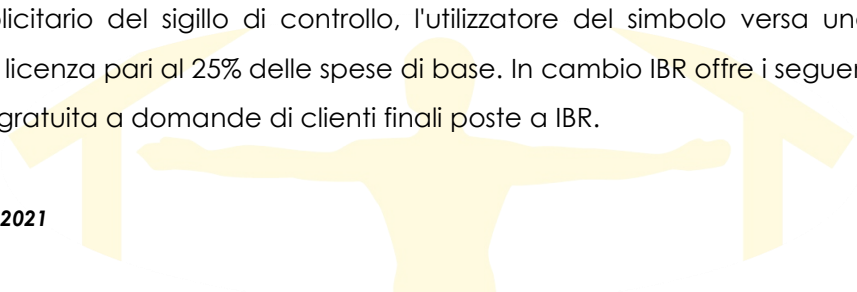 licitario del sigillo di controllo, l'utilizzatore del simbolo versa una
licenza pari al 25% delle spese di base. In cambio IBR offre i seguen
gratuita a domande di clienti finali poste a IBR.
2021